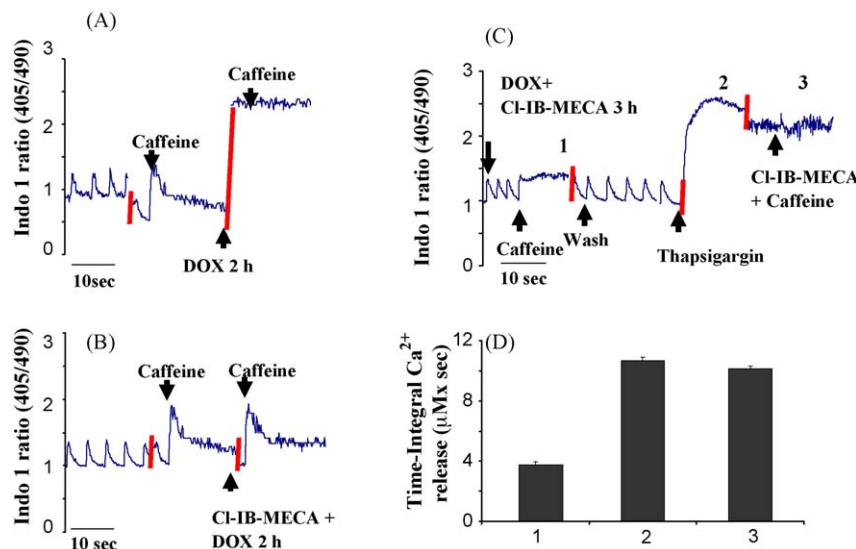 (A)
Indo 1 ratio (405/490)
3
2
1
0
Caffeine
Caffeine
DOX 2 h
10sec
(B)
Indo 1 ratio (405/490)
3
2
1
0
Caffeine
Caffeine
Cl-IB-MECA +
DOX 2 h
10 sec
(C)
Indo 1 ratio (405/490)
3
2
1
0
DOX+
Cl-IB-MECA 3 h
1
2
3
Caffeine
Wash
Thapsigargin
Cl-IB-MECA
+ Caffeine
10 sec
(D)
Time-Integral Ca2+
release (μMx sec)
12
8
4
0
1
2
3